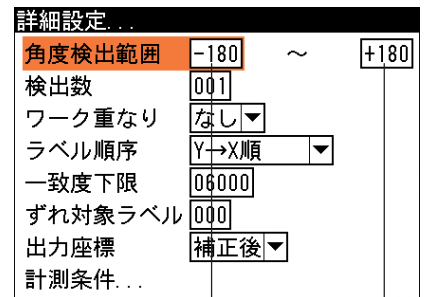 詳細設定...
角度検出範囲 -180 ～ +180
検出数 001
ワーク重なり なし▼
ラベル順序 Y→X順 ▼
一致度下限 06000
ずれ対象ラベル 000
出力座標 補正後▼
計測条件...